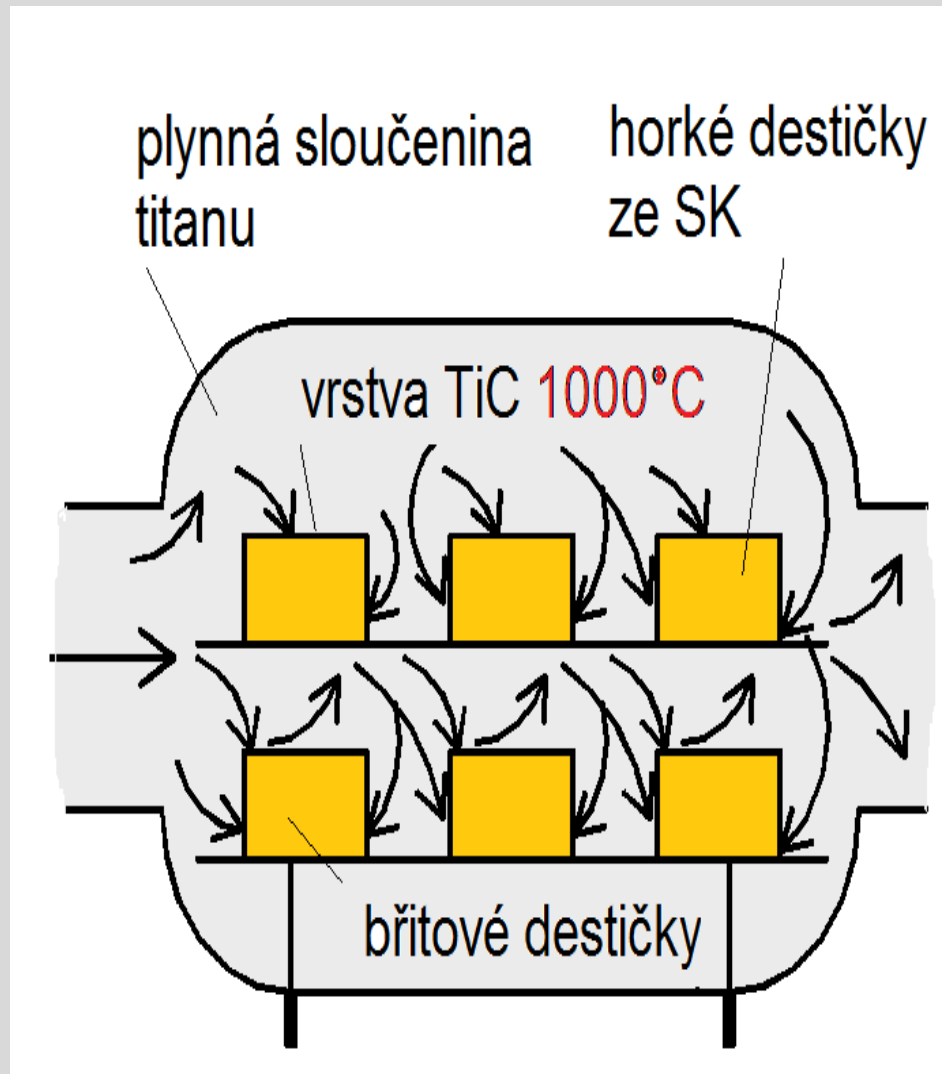 plynná sloučenina
titanu
horké destičky
ze SK
vrstva TiC 1000°C
břitové destičky